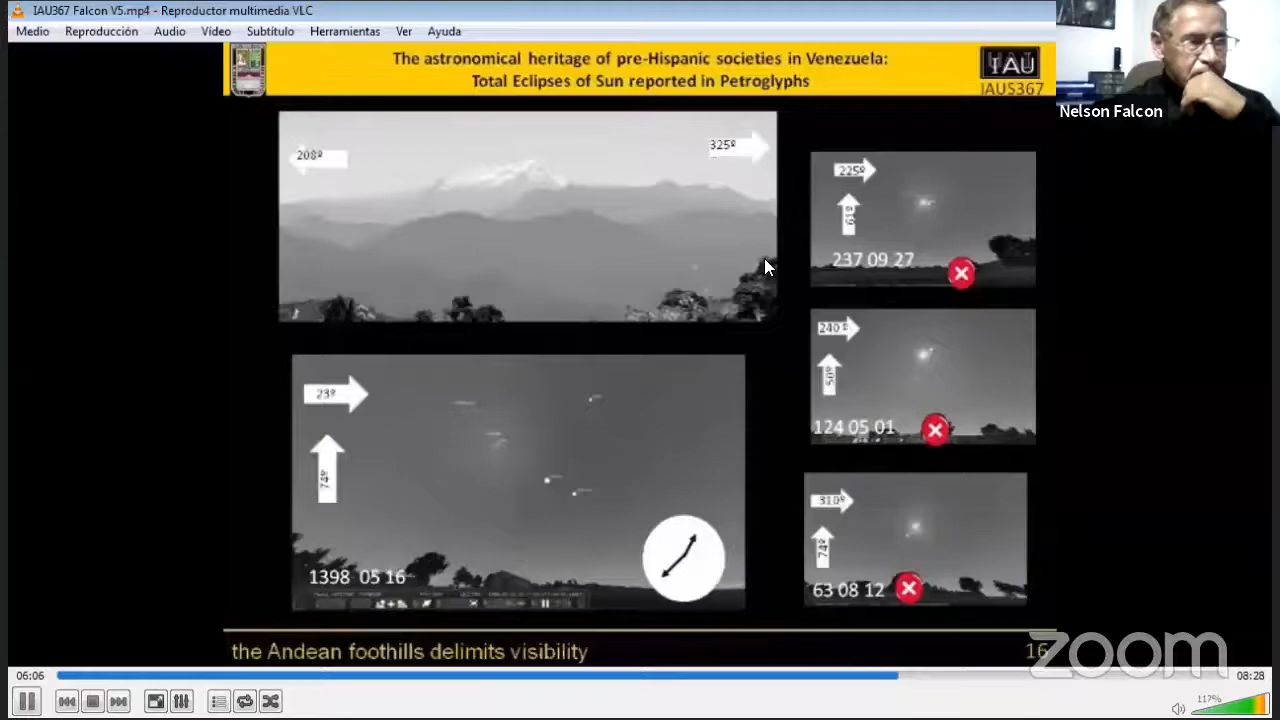 IAU367 Falcon V5.mp4 - Reproductor multimedia VLC
Medio Reproducción Audio Vídeo Subtítulo Herramientas Ver Ayuda
The astronomical heritage of pre-Hispanic societies in Venezuela:
Total Eclipses of Sun reported in Petroglyphs
IAU
IAUS367
Nelson Falcon
208º
325º
225º
61º
237 09 27
240º
50º
124 05 01
23º
74º
1398 05 16
310º
74º
63 08 12
the Andean foothills delimits visibility
16
zoom
06:06
08:28
117%